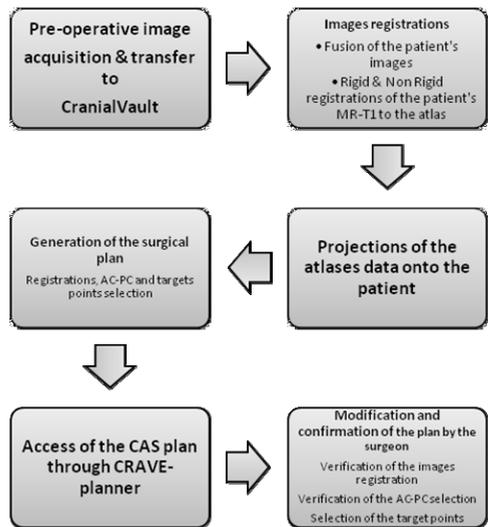 Pre-operative image
acquisition & transfer
to
CranialVault
Images registrations
• Fusion of the patient's
images
• Rigid & Non Rigid
registrations of the patient's
MR-T1 to the atlas
Generation of the surgical
plan
Registrations, AC-PC and targets
points selection
Projections of the
atlases data onto the
patient
Access of the CAS plan
through CRAVE-
planner
Modification and
confirmation of the plan by the
surgeon
Verification of the images
registration
Verification of the AC-PC selection
Selection of the target points